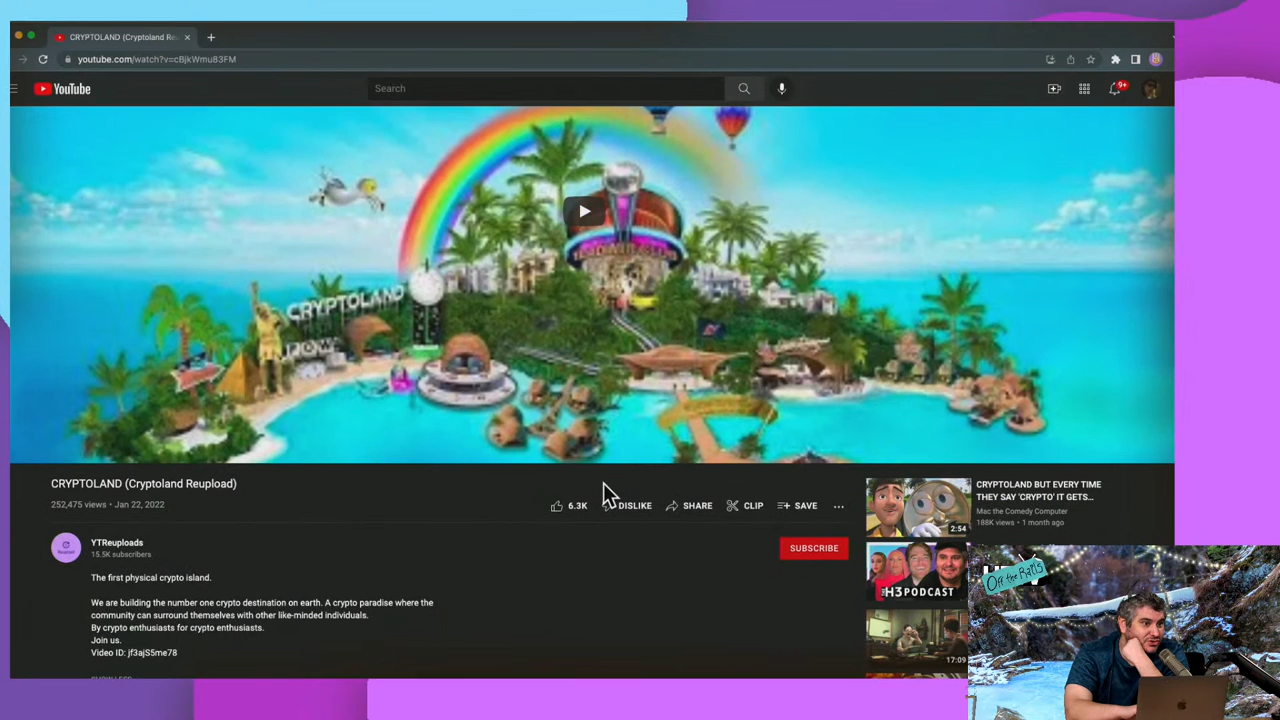 CRYPTOLAND (Cryptoland Re
youtube.com/watch?v=cBjkWmu83FM
YouTube
Search
9+
CRYPTOLAND
CRYPTOLAND (Cryptoland Reupload)
252,475 views • Jan 22, 2022
6.3K
DISLIKE
SHARE
CLIP
SAVE
YTReuploads
15.5K subscribers
SUBSCRIBE
The first physical crypto island.
We are building the number one crypto destination on earth. A crypto paradise where the
community can surround themselves with other like-minded individuals.
By crypto enthusiasts for crypto enthusiasts.
Join us.
Video ID: jf3ajS5me78
CRYPTOLAND BUT EVERY TIME
THEY SAY 'CRYPTO' IT GETS...
Mac the Comedy Computer
188K views • 1 month ago
2:54
H3PODCAST
17:09
Off the Rails